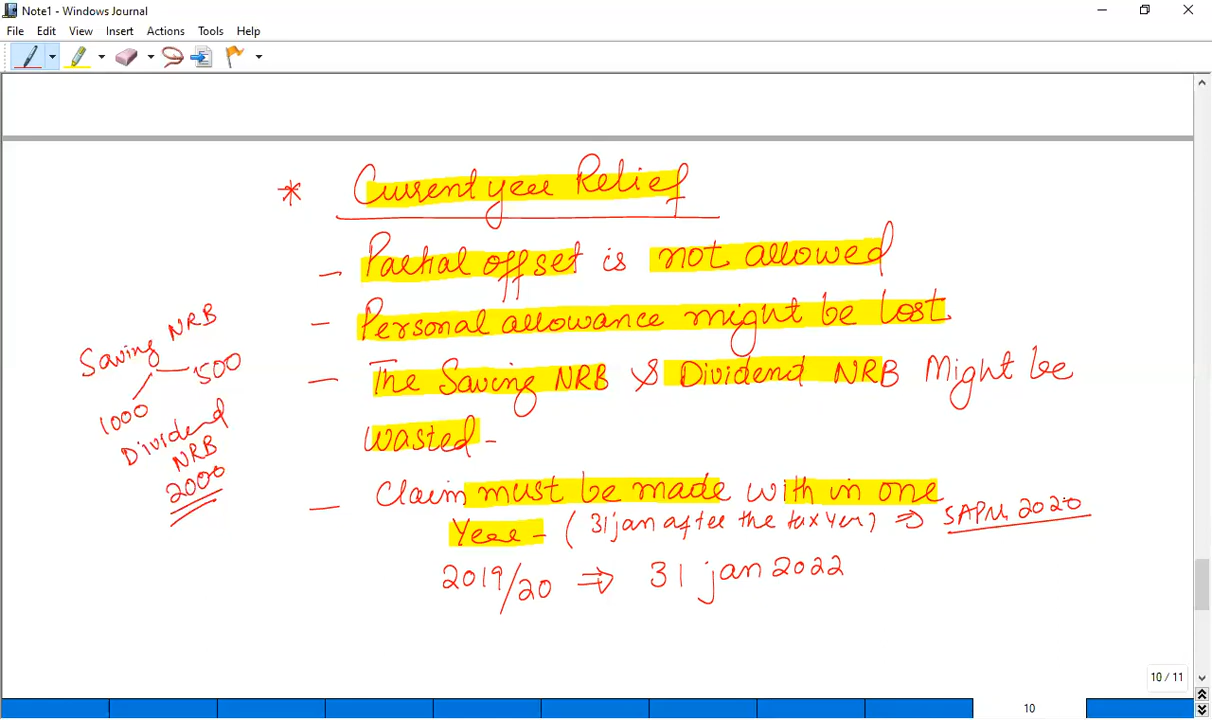 Note1 - Windows Journal
File Edit View Insert Actions Tools Help
* Current year Relief
- Partial offset is not allowed
- Personal allowance might be lost
- The Saving NRB & Dividend NRB Might be
wasted -
- Claim must be made with in one
Year - (31 jan after the tax year) ⇒
2019/20 ⇒ 31 jan 2022
Saving NRB
1000 500
Dividend
NRB
2000
2020
10 / 11
10